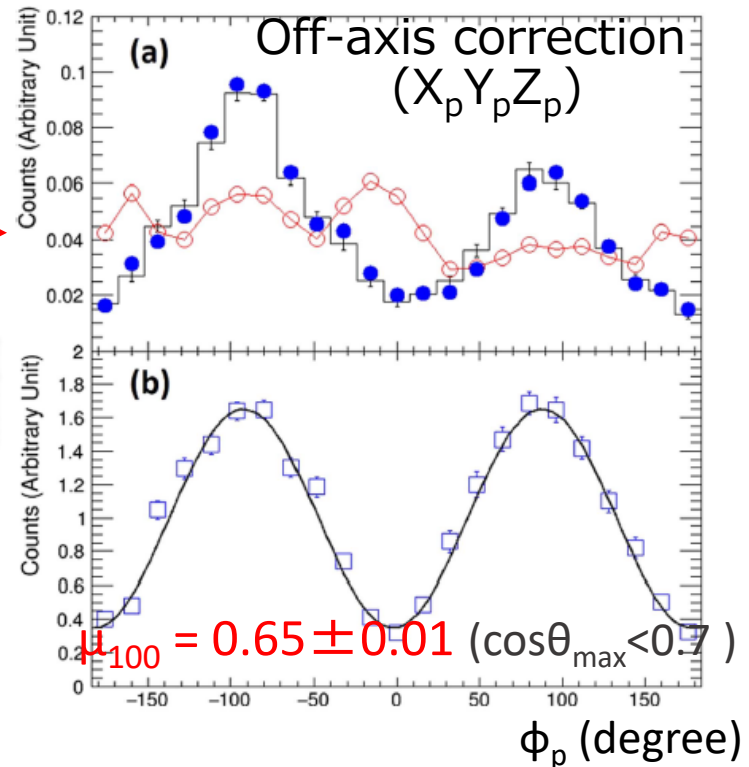 (a)
Off-axis correction
(XpYpZp)
Counts (Arbitrary Unit)
0.12
0.1
0.08
0.06
0.04
0.02
(b)
Counts (Arbitrary Unit)
2
1.8
1.6
1.4
1.2
1
0.8
0.6
0.4
0.2
0
μ100 = 0.65±0.01 (cosθmax<0.7 )
−150 −100 −50 0 50 100 150
ϕp (degree)